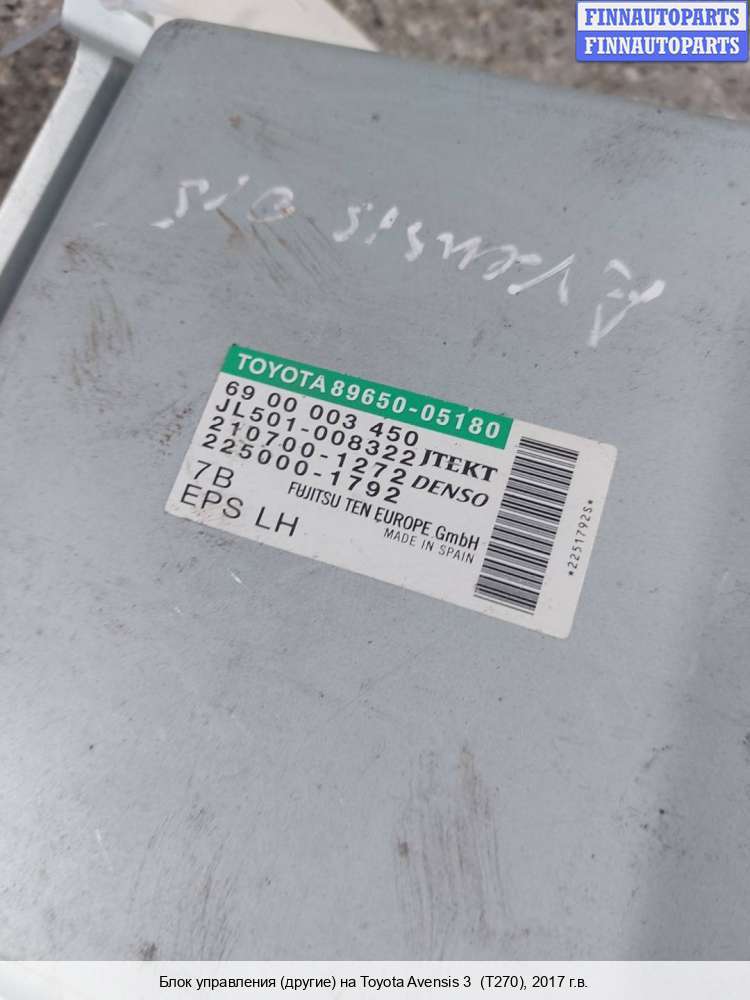 FINNAUTOPARTS
FINNAUTOPARTS
Avensis 015
TOYOTA 89650-05180
69 00 003 450
JL501-008322 JTEKT
210700-1272 DENSO
225000-1792
7B FUJITSU TEN EUROPE GmbH
EPS LH MADE IN SPAIN
*2251792S*
Блок управления (другие) на Toyota Avensis 3 (T270), 2017 г.в.